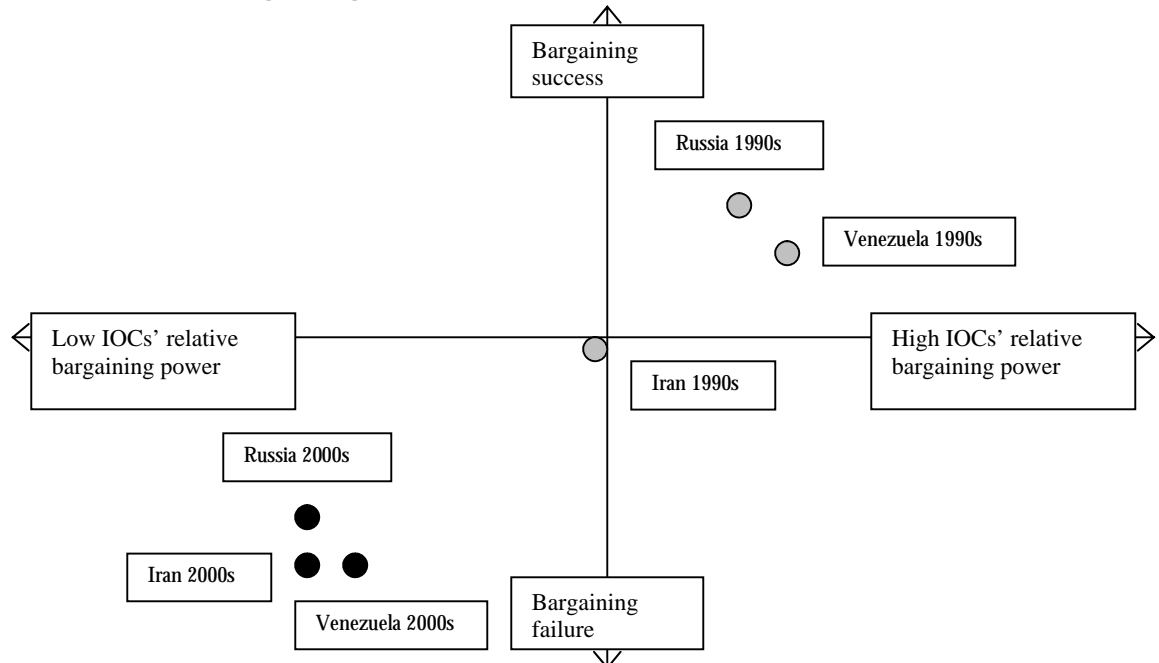 Bargaining
success
Russia 1990s
Venezuela 1990s
Low IOCs’ relative
bargaining power
High IOCs’ relative
bargaining power
Iran 1990s
Russia 2000s
Iran 2000s
Venezuela 2000s
Bargaining
failure